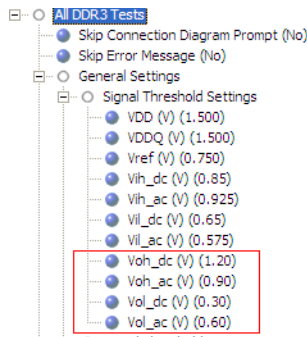 All DDR3 Tests
Skip Connection Diagram Prompt (No)
Skip Error Message (No)
General Settings
Signal Threshold Settings
VDD (V) (1.500)
VDDQ (V) (1.500)
Vref (V) (0.750)
Vih_dc (V) (0.85)
Vih_ac (V) (0.925)
Vil_dc (V) (0.65)
Vil_ac (V) (0.575)
Voh_dc (V) (1.20)
Voh_ac (V) (0.90)
Vol_dc (V) (0.30)
Vol_ac (V) (0.60)